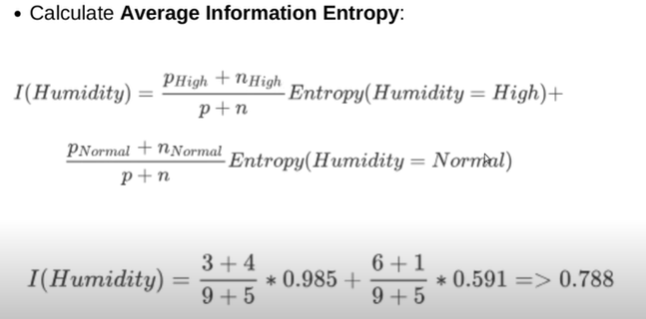 • Calculate Average Information Entropy:
I(Humidity) = \frac{p_{High} + n_{High}}{p + n} Entropy(Humidity = High)+
\frac{p_{Normal} + n_{Normal}}{p + n} Entropy(Humidity = Normal)
I(Humidity) = \frac{3 + 4}{9 + 5} * 0.985 + \frac{6 + 1}{9 + 5} * 0.591 => 0.788